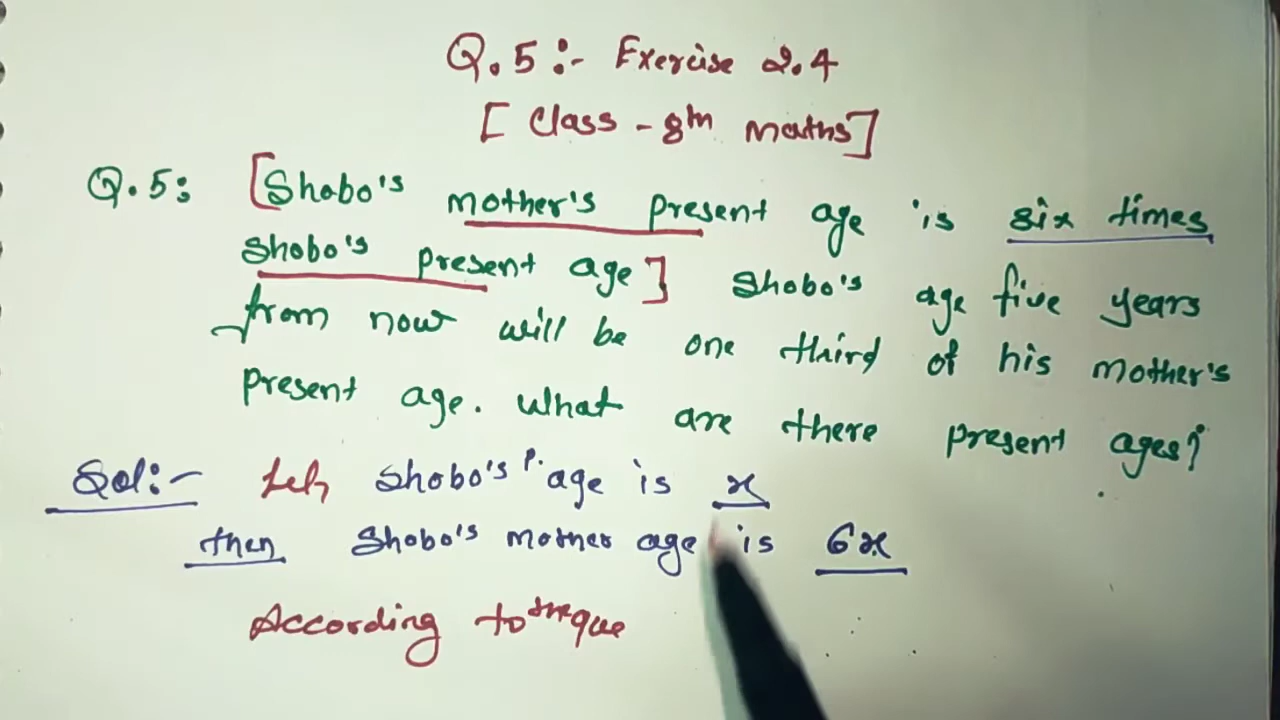 Q.5:- Exercise 2.4
[Class - 8th maths]
Q.5: [Shobo's mother's present age is six times
Shobo's present age] Shobo's age five years
from now will be one third of his mother's
present age. What are there present ages?
Sol:- Let Shobo's P. age is x
then Shobo's mother age is 6x
According to the que